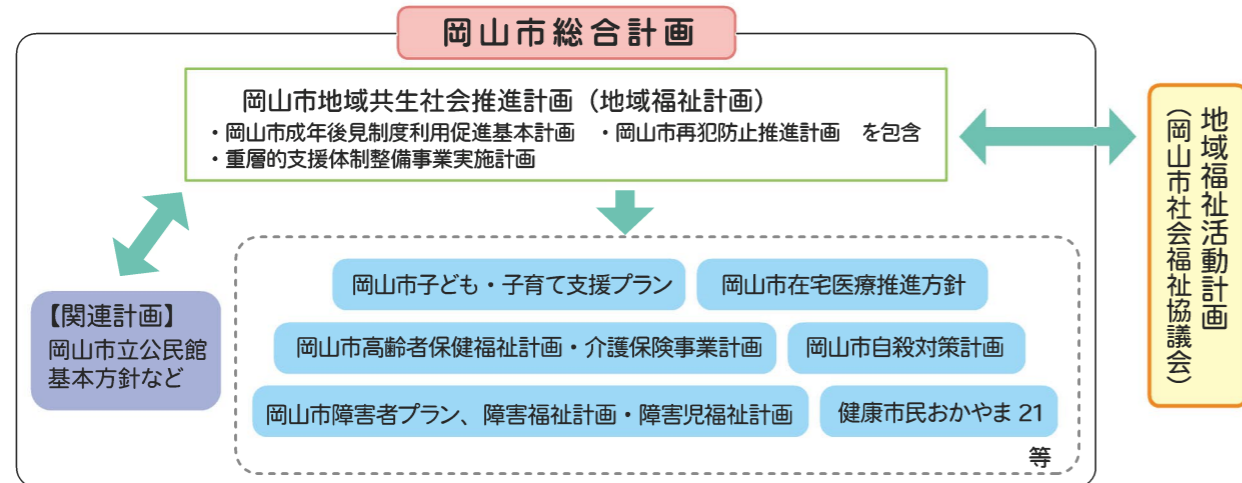 岡山市総合計画
岡山市地域共生社会推進計画（地域福祉計画）
・岡山市成年後見制度利用促進基本計画　・岡山市再犯防止推進計画　を包含
・重層的支援体制整備事業実施計画
地域福祉活動計画
（岡山市社会福祉協議会）
【関連計画】
岡山市立公民館
基本方針など
岡山市子ども・子育て支援プラン
岡山市在宅医療推進方針
岡山市高齢者保健福祉計画・介護保険事業計画
岡山市自殺対策計画
岡山市障害者プラン、障害福祉計画・障害児福祉計画
健康市民おかやま 21
等